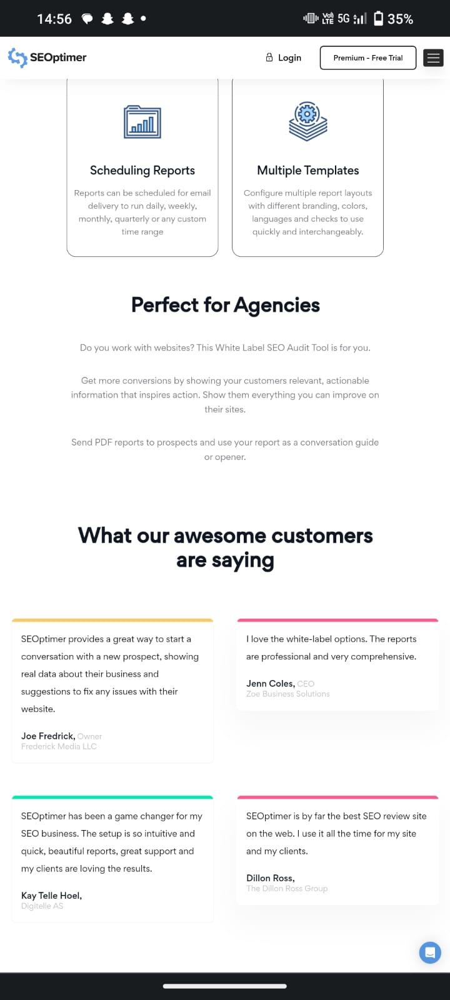 14:56
Vo)) LTE 5G 35%
SEOptimer
Login
Premium - Free Trial
Scheduling Reports
Reports can be scheduled for email
delivery to run daily, weekly,
monthly, quarterly or any custom
time range
Multiple Templates
Configure multiple report layouts
with different branding, colors,
languages and checks to use
quickly and interchangeably.
Perfect for Agencies
Do you work with websites? This White Label SEO Audit Tool is for you.
Get more conversions by showing your customers relevant, actionable
information that inspires action. Show them everything you can improve on
their sites.
Send PDF reports to prospects and use your report as a conversation guide
or opener.
What our awesome customers
are saying
SEOptimer provides a great way to start a
conversation with a new prospect, showing
real data about their business and
suggestions to fix any issues with their
website.
Joe Fredrick, Owner
Frederick Media LLC
I love the white-label options. The reports
are professional and very comprehensive.
Jenn Coles, CEO
Zoe Business Solutions
SEOptimer has been a game changer for my
SEO business. The setup is so intuitive and
quick, beautiful reports, great support and
my clients are loving the results.
Kay Telle Hoel,
Digitelle AS
SEOptimer is by far the best SEO review site
on the web. I use it all the time for my site
and my clients.
Dillon Ross,
The Dillon Ross Group